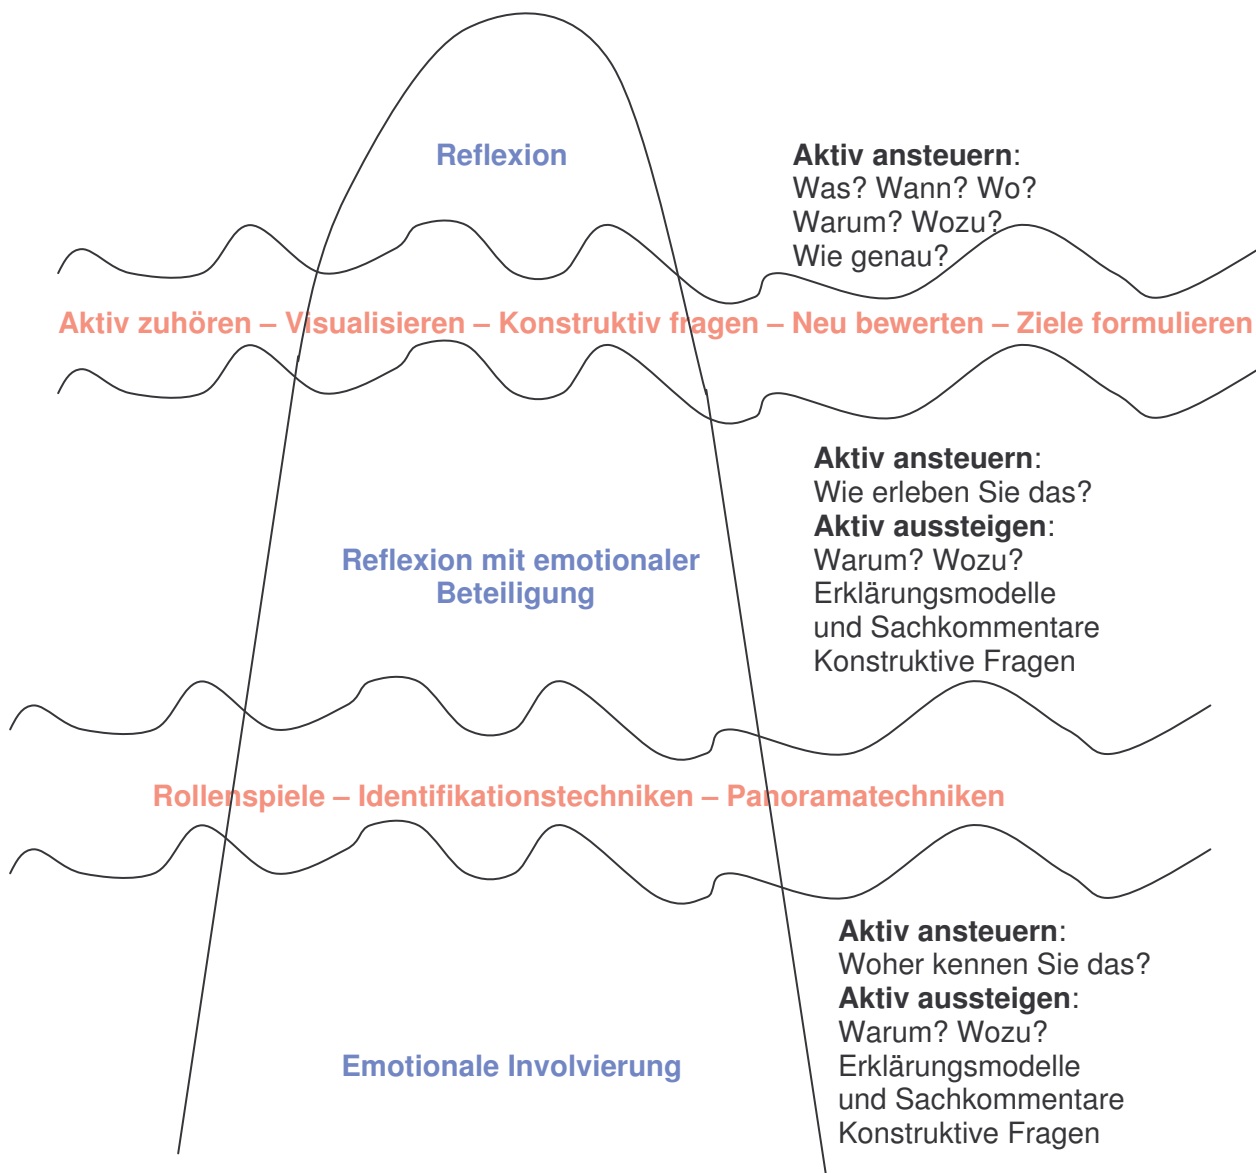 Reflexion
Aktiv ansteuern:
Was? Wann? Wo?
Warum? Wozu?
Wie genau?
Aktiv zuhören – Visualisieren – Konstruktiv fragen – Neu bewerten – Ziele formulieren
Reflexion mit emotionaler
Beteiligung
Aktiv ansteuern:
Wie erleben Sie das?
Aktiv aussteigen:
Warum? Wozu?
Erklärungsmodelle
und Sachkommentare
Konstruktive Fragen
Rollenspiele – Identifikationstechniken – Panoramatechniken
Emotionale Involvierung
Aktiv ansteuern:
Woher kennen Sie das?
Aktiv aussteigen:
Warum? Wozu?
Erklärungsmodelle
und Sachkommentare
Konstruktive Fragen